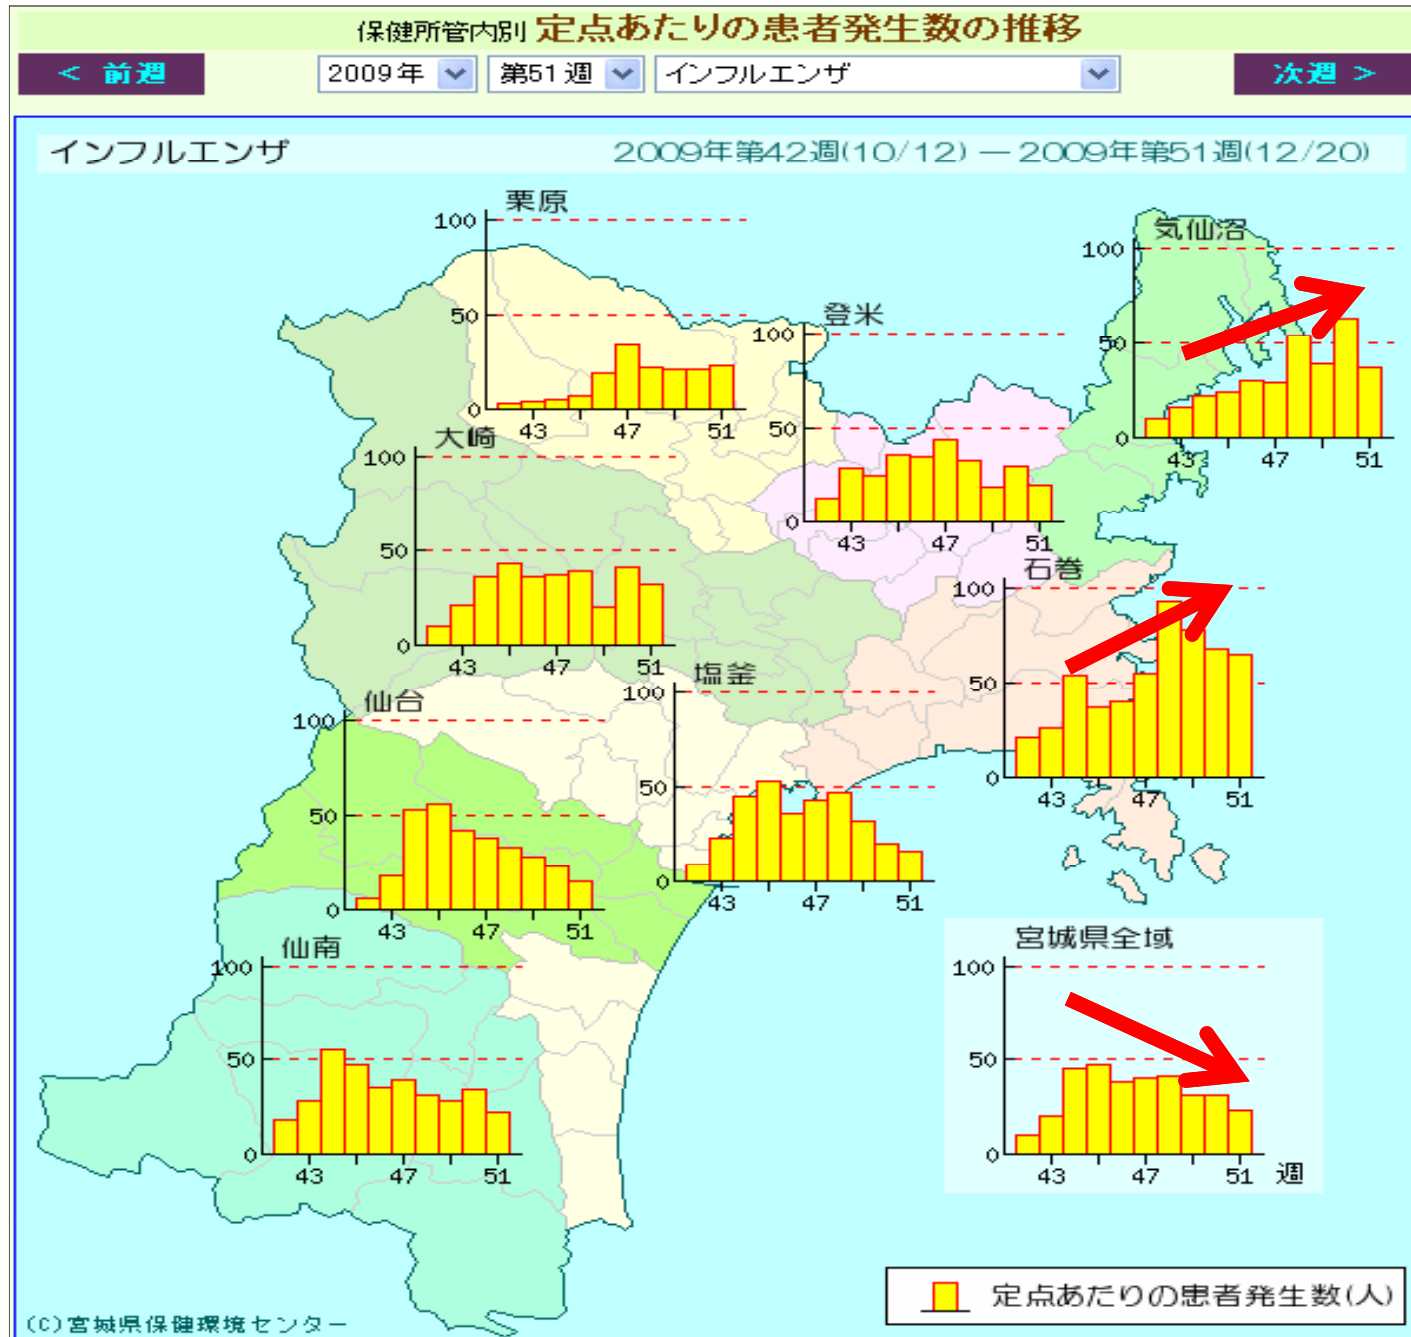 保健所管内別 定点あたりの患者発生数の推移
< 前週 2009年 第51週 インフルエンザ 次週 >
インフルエンザ 2009年第42週(10/12) — 2009年第51週(12/20)
栗原
100
50
0
43 47 51
気仙沼
100
50
0
43 47 51
登米
100
50
0
43 47 51
大崎
100
50
0
43 47 51
石巻
100
50
0
43 47 51
塩釜
100
50
0
43 47 51
仙台
100
50
0
43 47 51
仙南
100
50
0
43 47 51
宮城県全域
100
50
0
43 47 51 週
定点あたりの患者発生数(人)
(C)宮城県保健環境センター